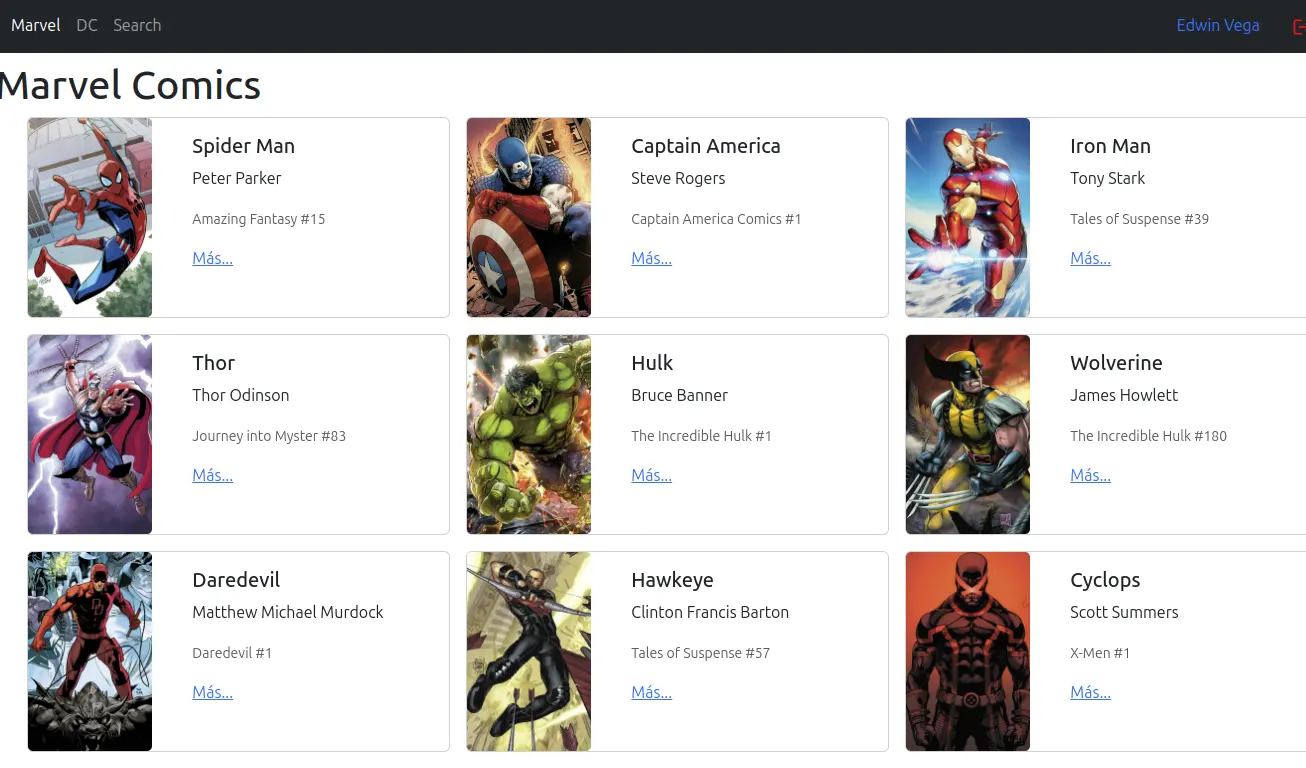 Marvel DC Search Edwin Vega
Marvel Comics
Spider Man
Peter Parker
Amazing Fantasy #15
Más...
Captain America
Steve Rogers
Captain America Comics #1
Más...
Iron Man
Tony Stark
Tales of Suspense #39
Más...
Thor
Thor Odinson
Journey into Myster #83
Más...
Hulk
Bruce Banner
The Incredible Hulk #1
Más...
Wolverine
James Howlett
The Incredible Hulk #180
Más...
Daredevil
Matthew Michael Murdock
Daredevil #1
Más...
Hawkeye
Clinton Francis Barton
Tales of Suspense #57
Más...
Cyclops
Scott Summers
X-Men #1
Más...